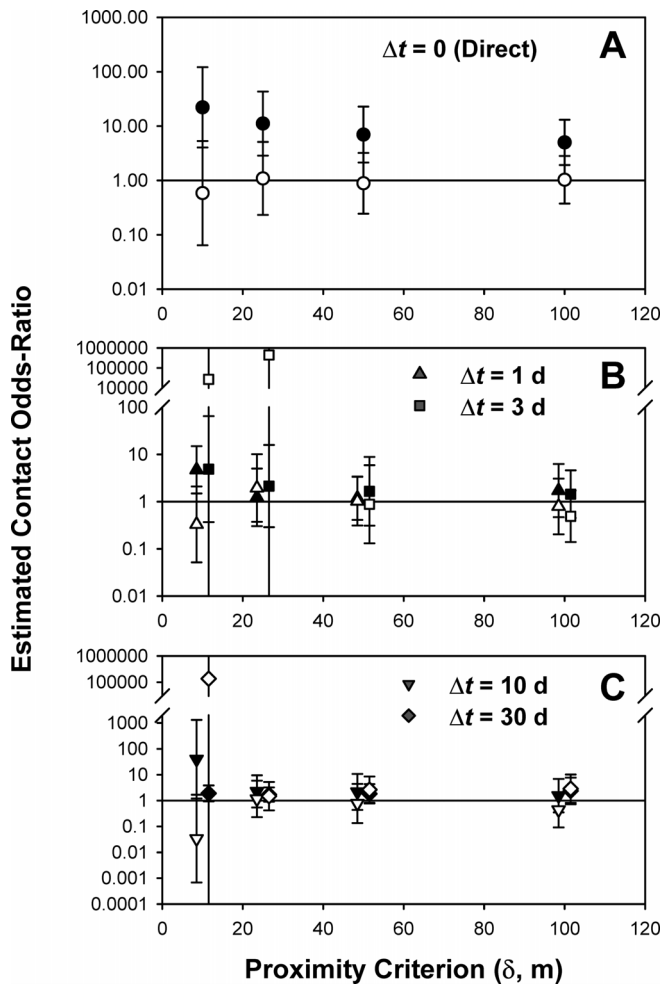 Estimated Contact Odds-Ratio
1000.00
100.00
10.00
1.00
0.10
0.01
Δt = 0 (Direct)
A
0 20 40 60 80 100 120
1000000
10000
100
10
1
0.1
0.01
B
Δt = 1 d
Δt = 3 d
0 20 40 60 80 100 120
1000000
100000
1000
100
10
1
0.1
0.01
0.001
0.0001
C
Δt = 10 d
Δt = 30 d
0 20 40 60 80 100 120
Proximity Criterion (δ, m)